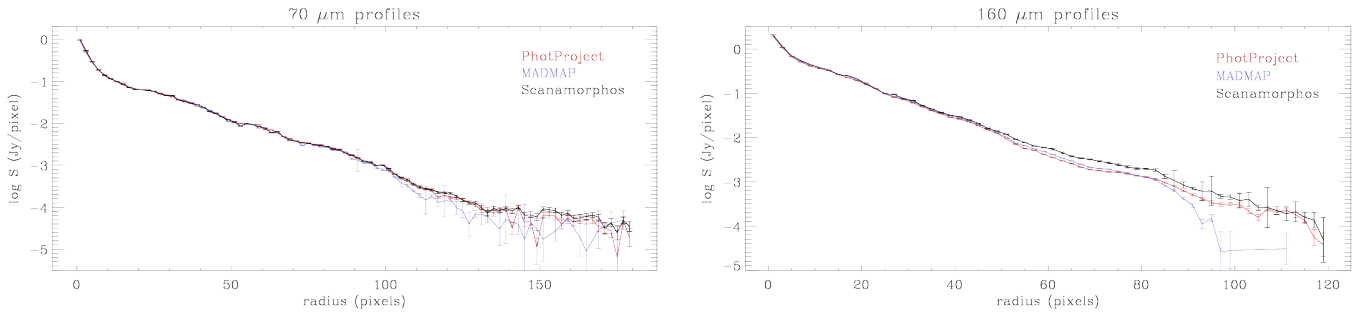 70 μm profiles
0
-1
-2
-3
-4
-5
log S (Jy/pixel)
PhotProject
MADMAP
Scanamorphos
0
50
100
150
radius (pixels)
160 μm profiles
0
-1
-2
-3
-4
-5
log S (Jy/pixel)
PhotProject
MADMAP
Scanamorphos
0
20
40
60
80
100
120
radius (pixels)